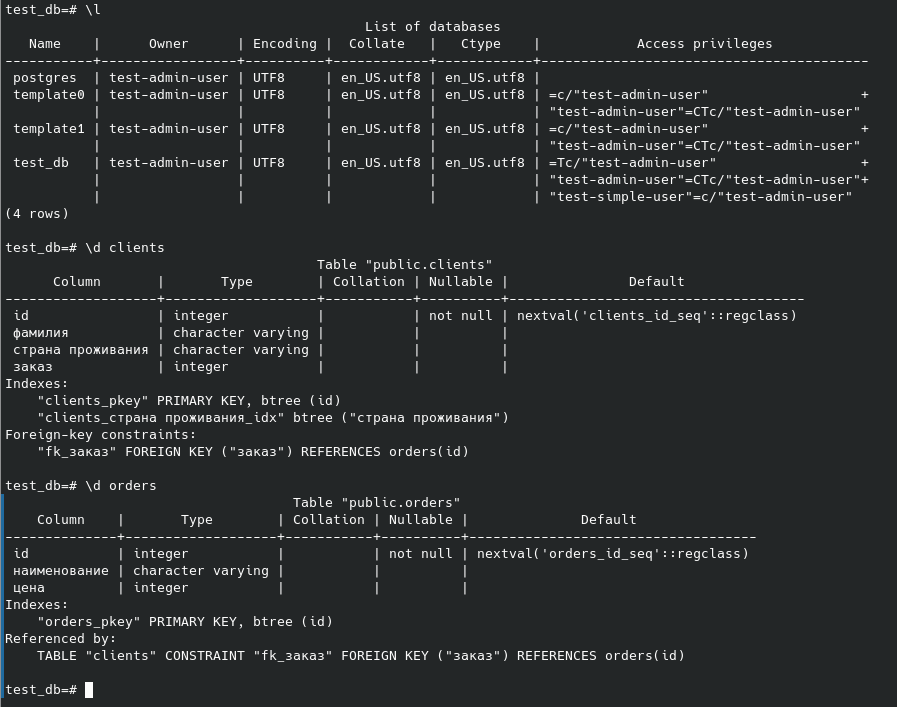 test_db=# \l
                                             List of databases
   Name    |      Owner      | Encoding |  Collate   |   Ctype    |            Access privileges            
-----------+-----------------+----------+------------+------------+-----------------------------------------
 postgres  | test-admin-user | UTF8     | en_US.utf8 | en_US.utf8 | 
 template0 | test-admin-user | UTF8     | en_US.utf8 | en_US.utf8 | =c/"test-admin-user"                   +
           |                 |          |            |            | "test-admin-user"=CTc/"test-admin-user"
 template1 | test-admin-user | UTF8     | en_US.utf8 | en_US.utf8 | =c/"test-admin-user"                   +
           |                 |          |            |            | "test-admin-user"=CTc/"test-admin-user"
 test_db   | test-admin-user | UTF8     | en_US.utf8 | en_US.utf8 | =Tc/"test-admin-user"                  +
           |                 |          |            |            | "test-admin-user"=CTc/"test-admin-user"+
           |                 |          |            |            | "test-simple-user"=c/"test-admin-user"
(4 rows)

test_db=# \d clients
                                       Table "public.clients"
      Column       |       Type        | Collation | Nullable |               Default               
-------------------+-------------------+-----------+----------+-------------------------------------
 id                | integer           |           | not null | nextval('clients_id_seq'::regclass)
 фамилия           | character varying |           |          | 
 страна проживания | character varying |           |          | 
 заказ             | integer           |           |          | 
Indexes:
    "clients_pkey" PRIMARY KEY, btree (id)
    "clients_страна проживания_idx" btree ("страна проживания")
Foreign-key constraints:
    "fk_заказ" FOREIGN KEY ("заказ") REFERENCES orders(id)

test_db=# \d orders
                                    Table "public.orders"
    Column    |       Type        | Collation | Nullable |              Default               
--------------+-------------------+-----------+----------+------------------------------------
 id           | integer           |           | not null | nextval('orders_id_seq'::regclass)
 наименование | character varying |           |          | 
 цена         | integer           |           |          | 
Indexes:
    "orders_pkey" PRIMARY KEY, btree (id)
Referenced by:
    TABLE "clients" CONSTRAINT "fk_заказ" FOREIGN KEY ("заказ") REFERENCES orders(id)

test_db=#